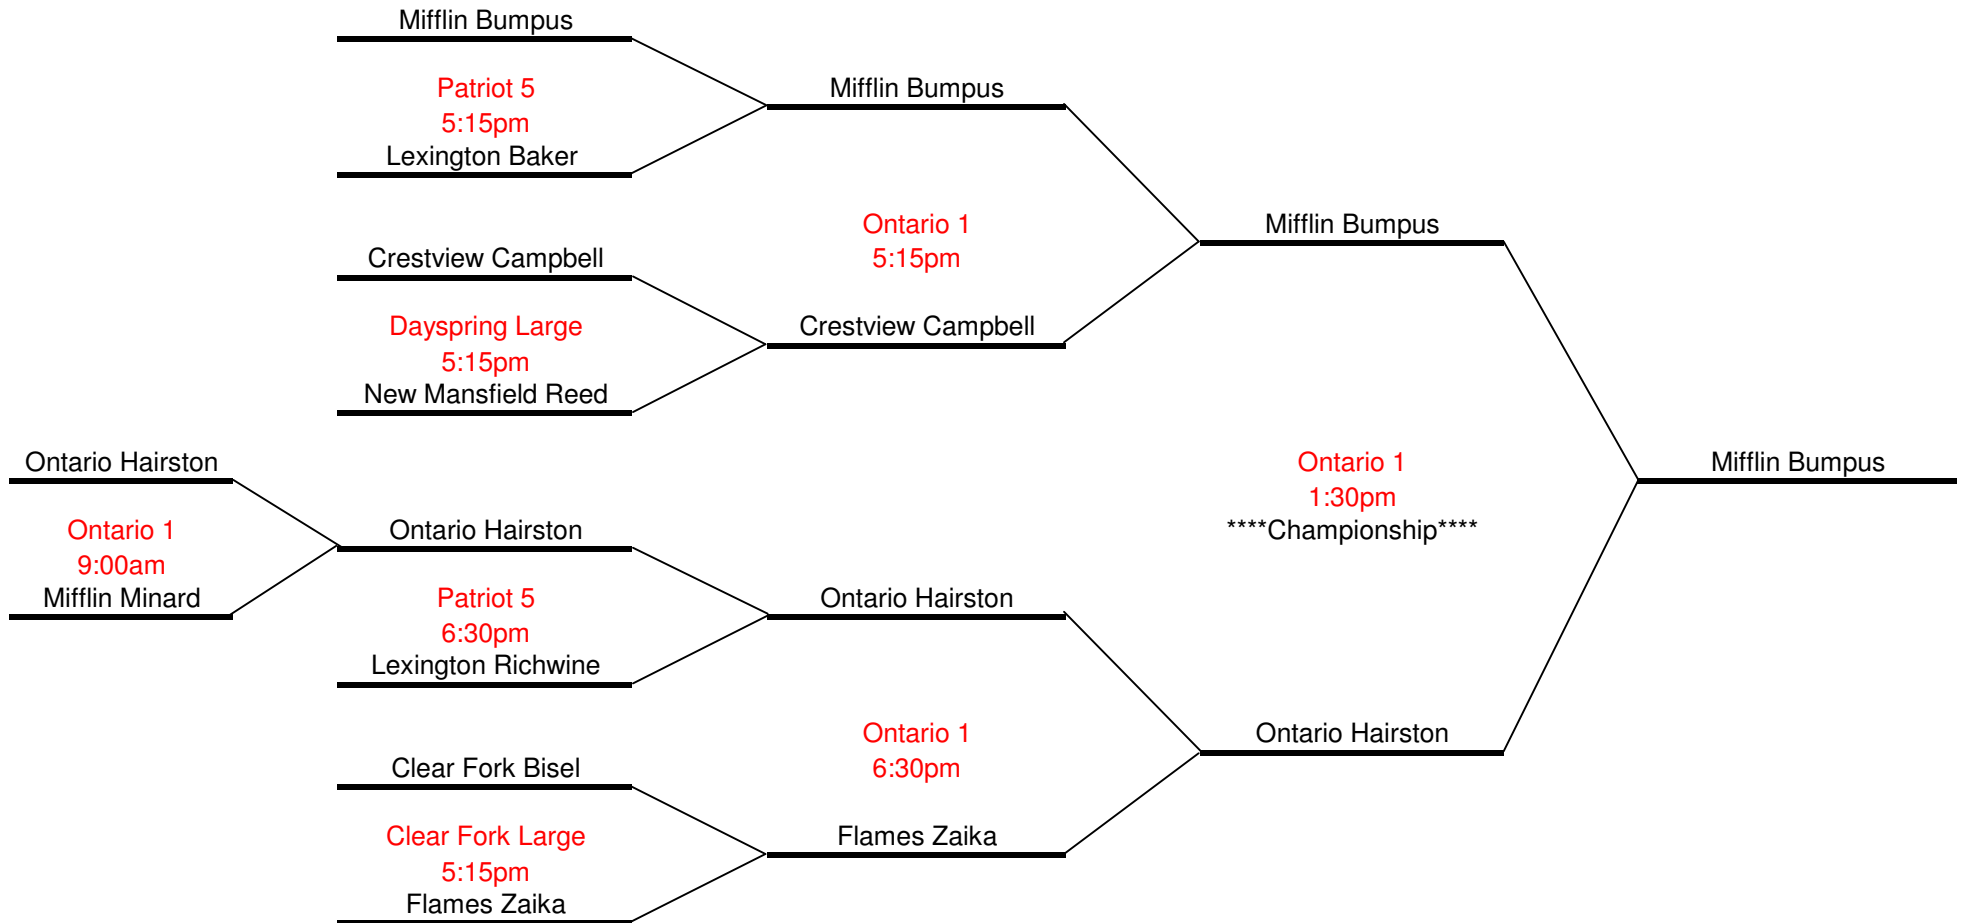 Mifflin Bumpus
Patriot 5
5:15pm
Lexington Baker
Mifflin Bumpus
Crestview Campbell
Dayspring Large
5:15pm
New Mansfield Reed
Ontario 1
5:15pm
Crestview Campbell
Mifflin Bumpus
Ontario Hairston
Ontario 1
9:00am
Mifflin Minard
Ontario Hairston
Patriot 5
6:30pm
Lexington Richwine
Ontario Hairston
Clear Fork Bisel
Clear Fork Large
5:15pm
Flames Zaika
Ontario 1
6:30pm
Flames Zaika
Ontario Hairston
Ontario 1
1:30pm
****Championship****
Mifflin Bumpus